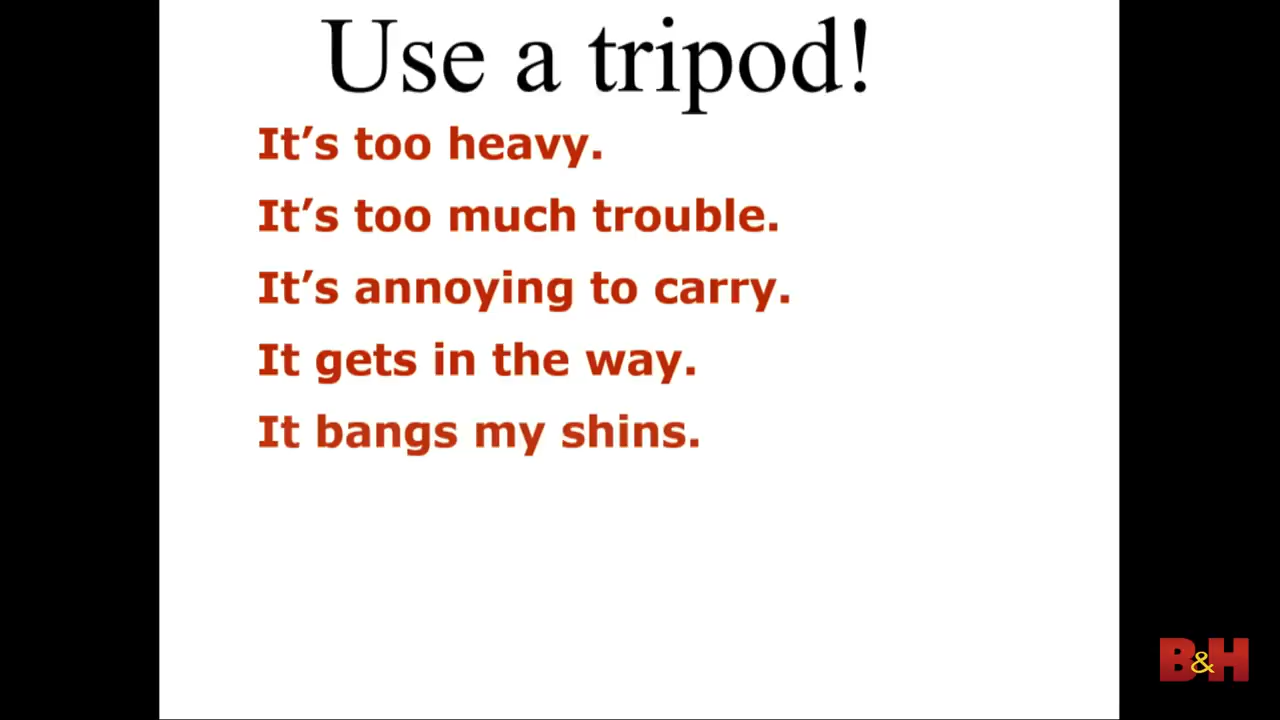 Use a tripod!
It’s too heavy.
It’s too much trouble.
It’s annoying to carry.
It gets in the way.
It bangs my shins.
B&H